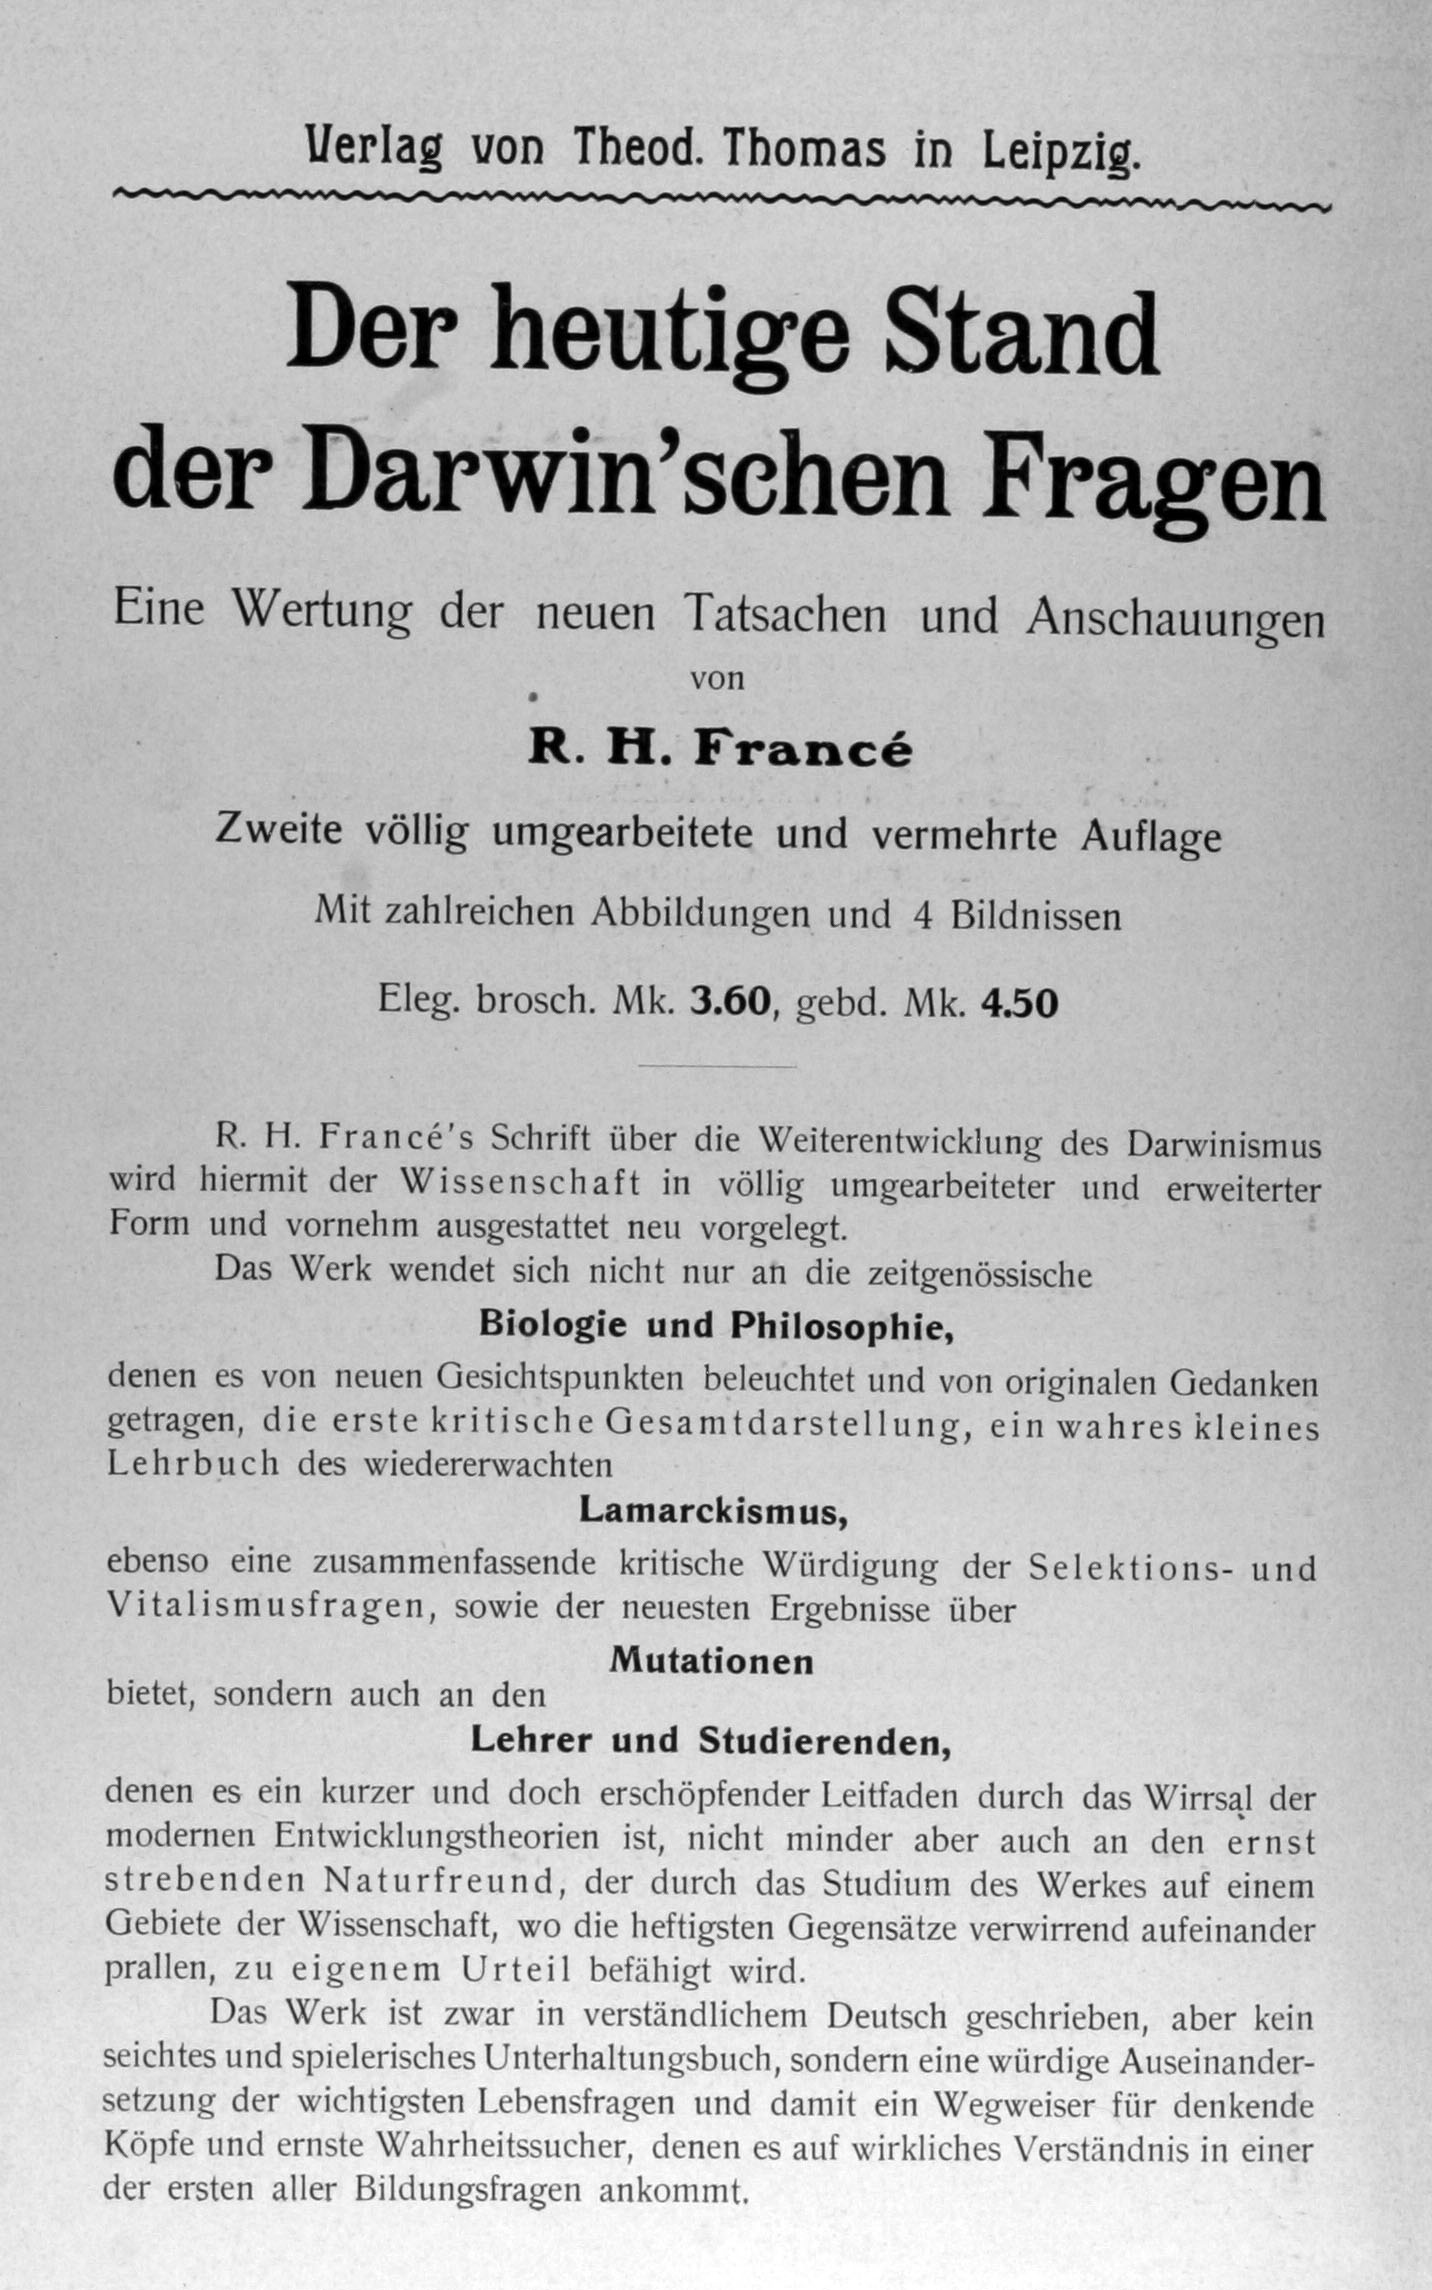 Verlag von Theod. Thomas in Leipzig.
Der heutige Stand
der Darwin'schen Fragen
Eine Wertung der neuen Tatsachen und Anschauungen
von
R. H. Francé
Zweite völlig umgearbeitete und vermehrte Auflage
Mit zahlreichen Abbildungen und 4 Bildnissen
Eleg. brosch. Mk. 3.60, gebd. Mk. 4.50
R. H. Francé's Schrift über die Weiterentwicklung des Darwinismus
wird hiermit der Wissenschaft in völlig umgearbeiteter und erweiterter
Form und vornehm ausgestattet neu vorgelegt.
Das Werk wendet sich nicht nur an die zeitgenössische
Biologie und Philosophie,
denen es von neuen Gesichtspunkten beleuchtet und von originalen Gedanken
getragen, die erste kritische Gesamtdarstellung, ein wahres kleines
Lehrbuch des wiedererwachten
Lamarckismus,
ebenso eine zusammenfassende kritische Würdigung der Selektions- und
Vitalismusfragen, sowie der neuesten Ergebnisse über
Mutationen
bietet, sondern auch an den
Lehrer und Studierenden,
denen es ein kurzer und doch erschöpfender Leitfaden durch das Wirrsal der
modernen Entwicklungstheorien ist, nicht minder aber auch an den ernst
strebenden Naturfreund, der durch das Studium des Werkes auf einem
Gebiete der Wissenschaft, wo die heftigsten Gegensätze verwirrend aufeinander
prallen, zu eigenem Urteil befähigt wird.
Das Werk ist zwar in verständlichem Deutsch geschrieben, aber kein
seichtes und spielerisches Unterhaltungsbuch, sondern eine würdige Auseinander-
setzung der wichtigsten Lebensfragen und damit ein Wegweiser für denkende
Köpfe und ernste Wahrheitssucher, denen es auf wirkliches Verständnis in einer
der ersten aller Bildungsfragen ankommt.